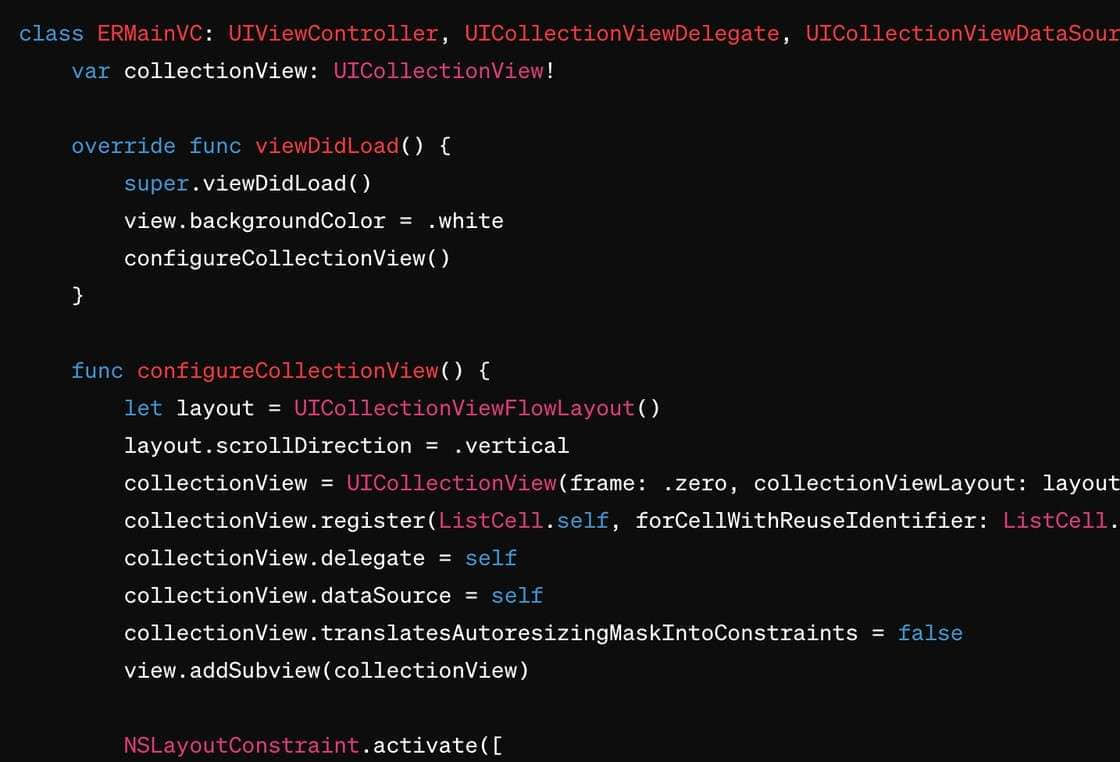 class ERMainVC: UIViewController, UICollectionViewDelegate, UICollectionViewDataSour
var collectionView: UICollectionView!
override func viewDidLoad() {
super.viewDidLoad()
view.backgroundColor = .white
configureCollectionView()
}
func configureCollectionView() {
let layout = UICollectionViewFlowLayout()
layout.scrollDirection = .vertical
collectionView = UICollectionView(frame: .zero, collectionViewLayout: layout
collectionView.register(ListCell.self, forCellWithReuseIdentifier: ListCell.
collectionView.delegate = self
collectionView.dataSource = self
collectionView.translatesAutoresizingMaskIntoConstraints = false
view.addSubview(collectionView)
NSLayoutConstraint.activate([